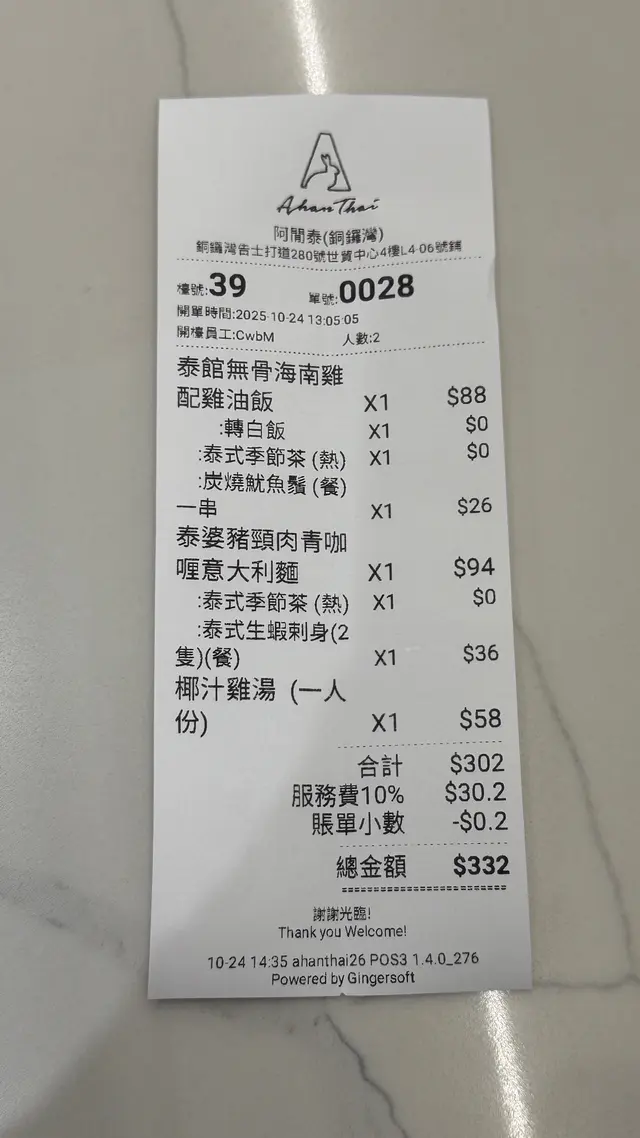 Ahan Thai
阿閒泰(銅鑼灣)
銅鑼灣告士打道280號世貿中心4樓L4-06號鋪
檯號:39 單號:0028
開單時間:2025-10-24 13:05:05
開檯員工:CwbM 人數:2
泰館無骨海南雞
配雞油飯 X1 $88
:轉白飯 X1 $0
:泰式季節茶 (熱) X1 $0
:炭燒魷魚鬚 (餐)
一串 X1 $26
泰婆豬頸肉青咖
喱意大利麵 X1 $94
:泰式季節茶 (熱) X1 $0
:泰式生蝦刺身(2
隻)(餐) X1 $36
椰汁雞湯 (一人
份) X1 $58
合計 $302
服務費10% $30.2
賬單小數 -$0.2
總金額 $332
謝謝光臨!
Thank you Welcome!
10-24 14:35 ahanthai26 POS3 1.4.0_276
Powered by Gingersoft